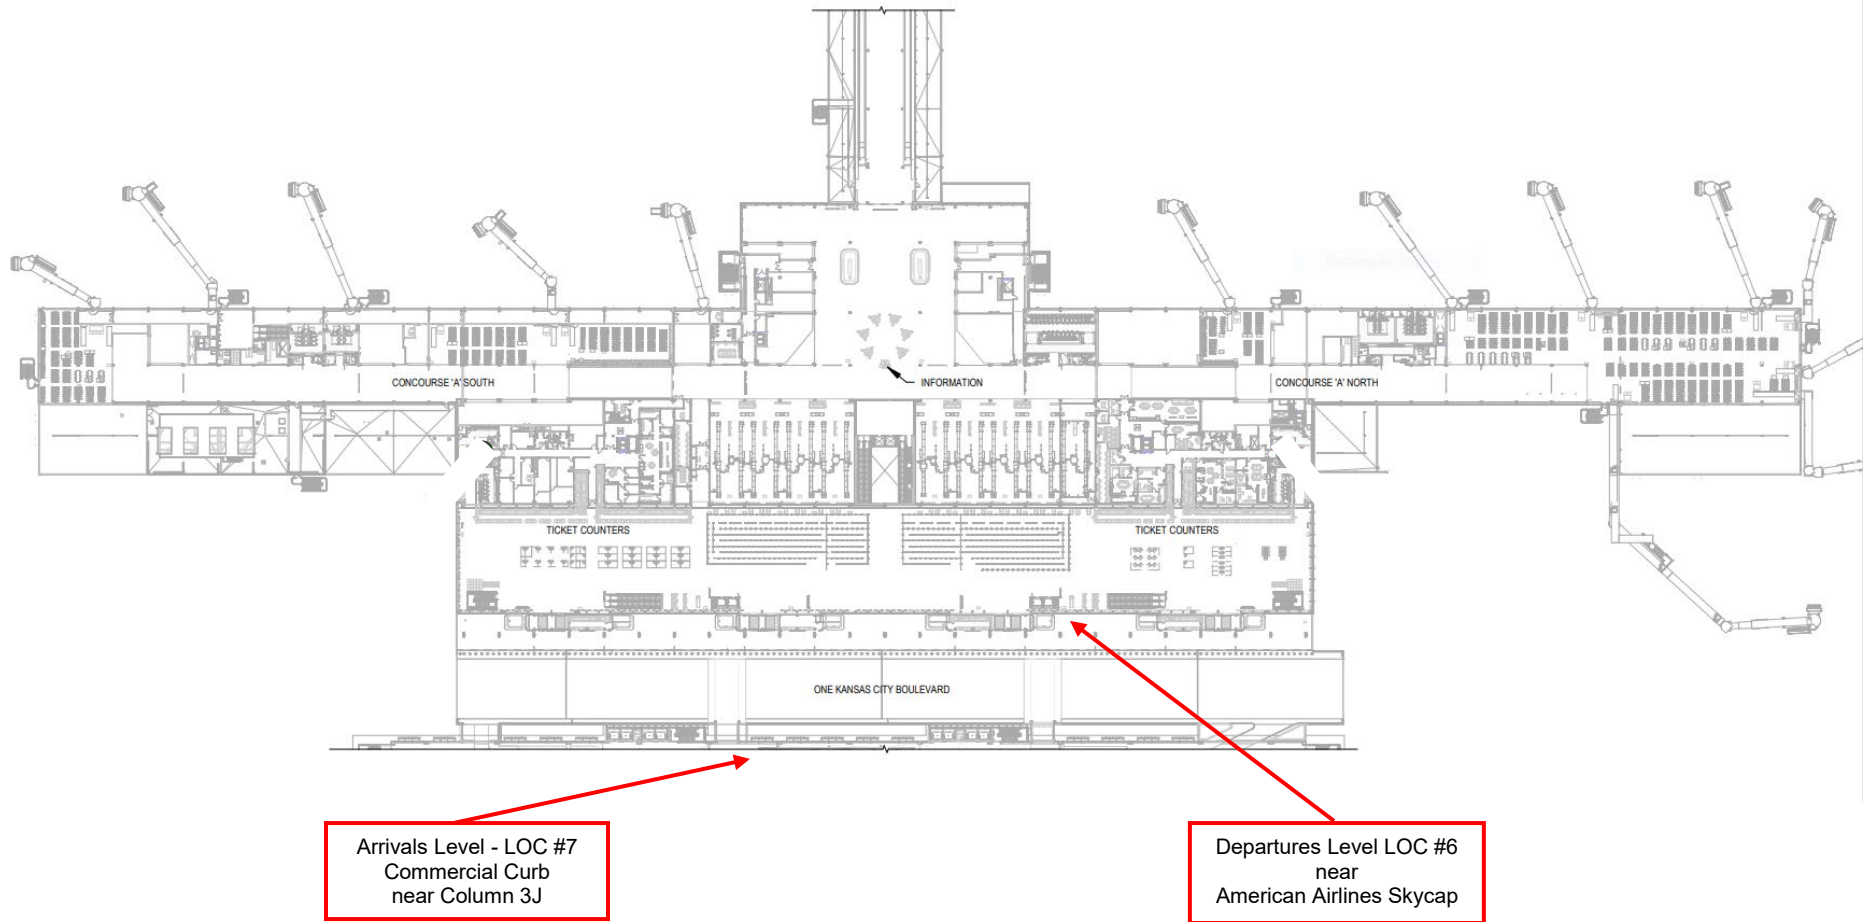 CONCOURSE 'A' SOUTH
INFORMATION
CONCOURSE 'A' NORTH
TICKET COUNTERS
TICKET COUNTERS
ONE KANSAS CITY BOULEVARD
Arrivals Level - LOC #7
Commercial Curb
near Column 3J
Departures Level LOC #6
near
American Airlines Skycap